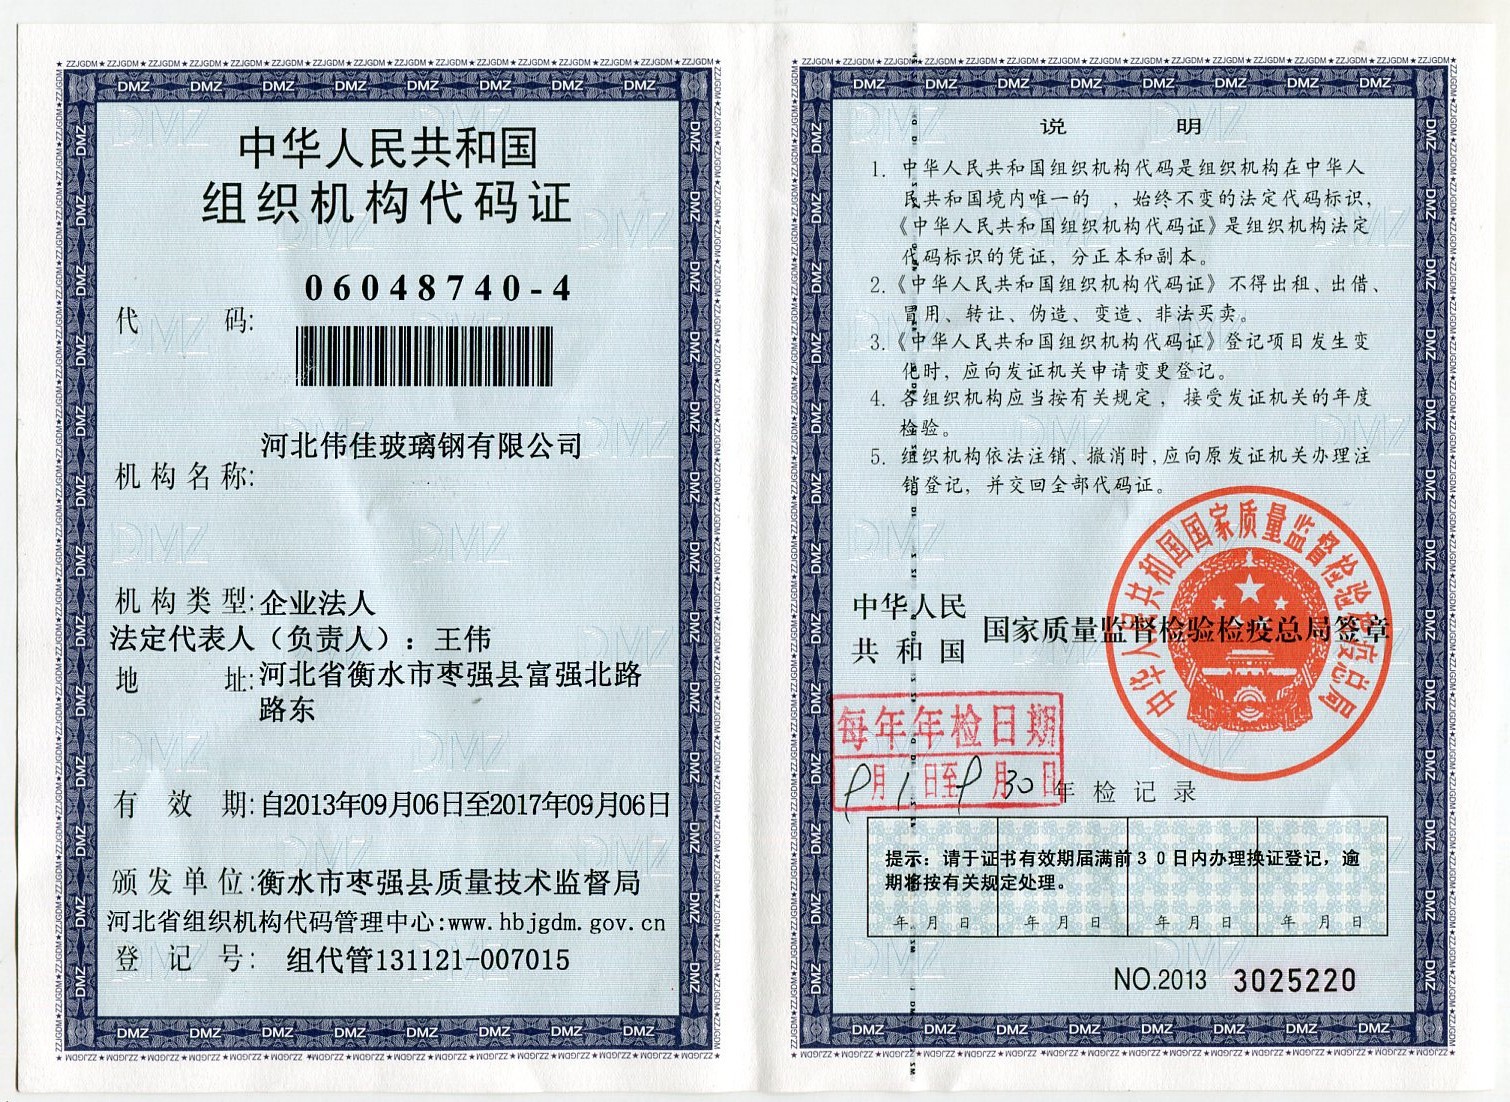 中华人民共和国
组织机构代码证
06048740-4
代 码:
河北伟佳玻璃钢有限公司
机构名称:
机构类型:企业法人
法定代表人（负责人）：王伟
地 址:河北省衡水市枣强县富强北路
路东
有 效 期:自2013年09月06日至2017年09月06日
颁发单位:衡水市枣强县质量技术监督局
河北省组织机构代码管理中心:www.hbjgdm.gov.cn
登 记 号: 组代管131121-007015
说 明
1. 中华人民共和国组织机构代码是组织机构在中华人
民共和国境内唯一的 ，始终不变的法定代码标识，
《中华人民共和国组织机构代码证》是组织机构法定
代码标识的凭证，分正本和副本。
2.《中华人民共和国组织机构代码证》不得出租、出借、
冒用、转让、伪造、变造、非法买卖。
3.《中华人民共和国组织机构代码证》登记项目发生变
化时，应向发证机关申请变更登记。
4. 各组织机构应当按有关规定，接受发证机关的年度
检验。
5. 组织机构依法注销、撤消时，应向原发证机关办理注
销登记，并交回全部代码证。
中华人民共和国国家质量监督检验检疫总局
中华人民
共和国
国家质量监督检验检疫总局签章
每年年检日期
月1日至 月30日
年检记录
提示：请于证书有效期届满前30日内办理换证登记，逾
期将按有关规定处理。
年 月 日 年 月 日 年 月 日 年 月 日
NO.2013 3025220
DMZ
ZZJGDM